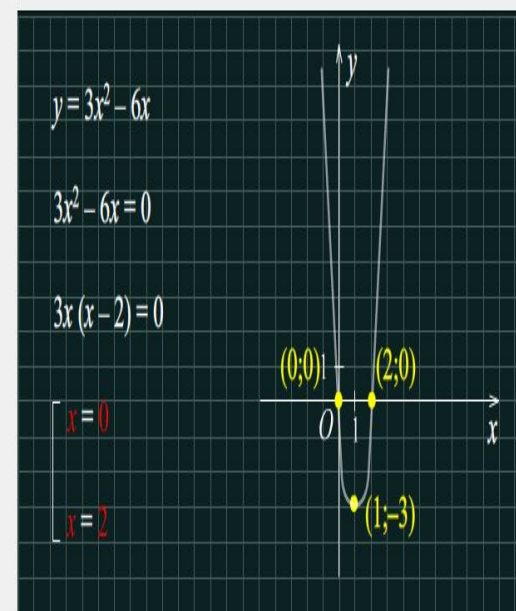 y = 3x² – 6x
3x² – 6x = 0
3x (x – 2) = 0
x = 0
x = 2
y
(0;0)
1
(2;0)
O
1
x
(1;–3)